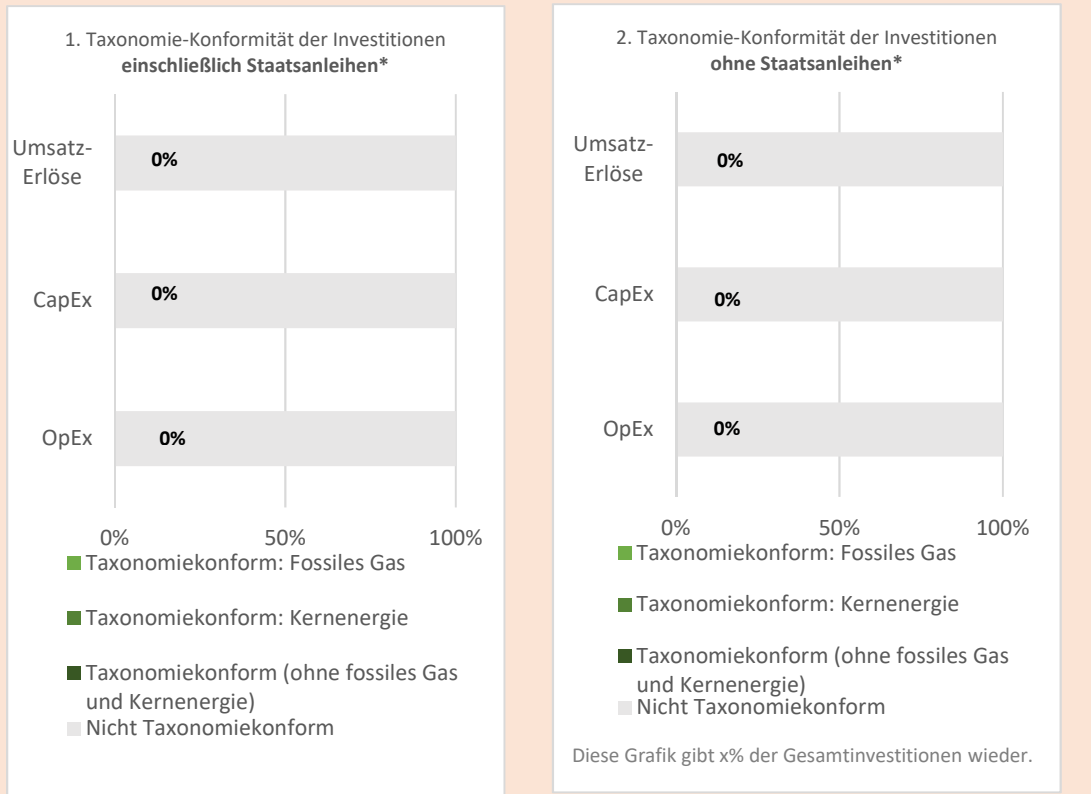 1. Taxonomie-Konformität der Investitionen
einschließlich Staatsanleihen*
Umsatz-
Erlöse
0%
CapEx
0%
OpEx
0%
0%
50%
100%
Taxonomiekonform: Fossiles Gas
Taxonomiekonform: Kernenergie
Taxonomiekonform (ohne fossiles Gas
und Kernenergie)
Nicht Taxonomiekonform
2. Taxonomie-Konformität der Investitionen
ohne Staatsanleihen*
Umsatz-
Erlöse
0%
CapEx
0%
OpEx
0%
0%
50%
100%
Taxonomiekonform: Fossiles Gas
Taxonomiekonform: Kernenergie
Taxonomiekonform (ohne fossiles Gas
und Kernenergie)
Nicht Taxonomiekonform
Diese Grafik gibt x% der Gesamtinvestitionen wieder.